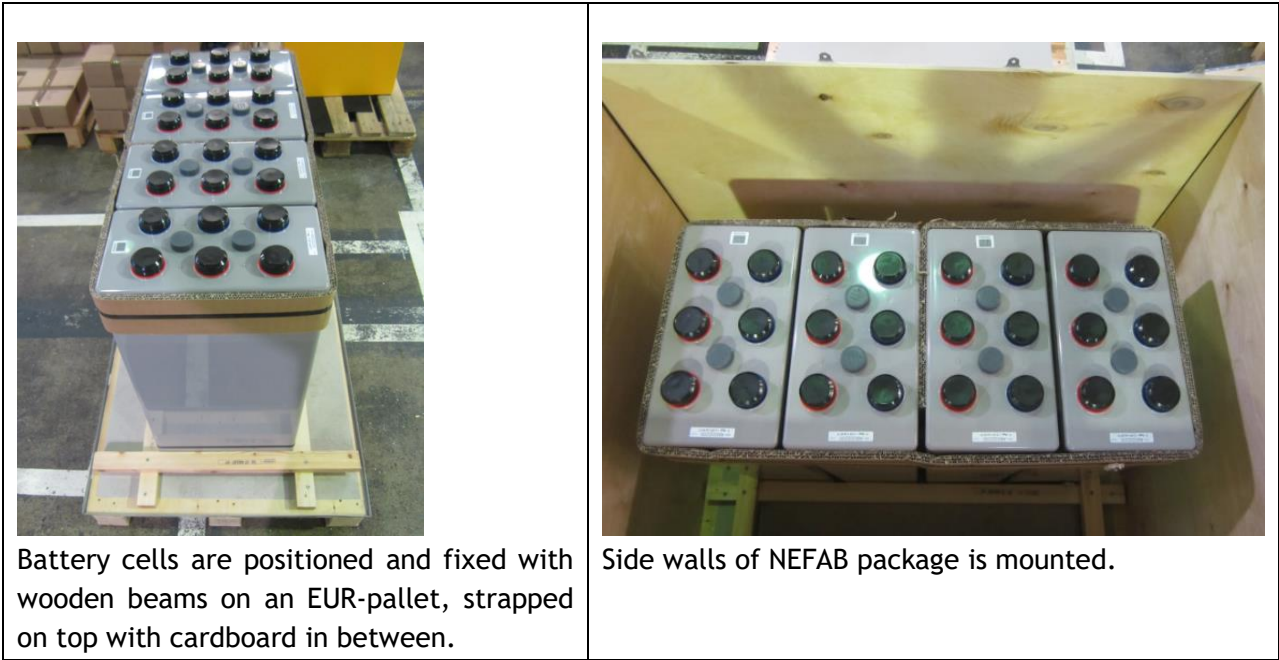 Battery cells are positioned and fixed with
wooden beams on an EUR-pallet, strapped
on top with cardboard in between.
Side walls of NEFAB package is mounted.